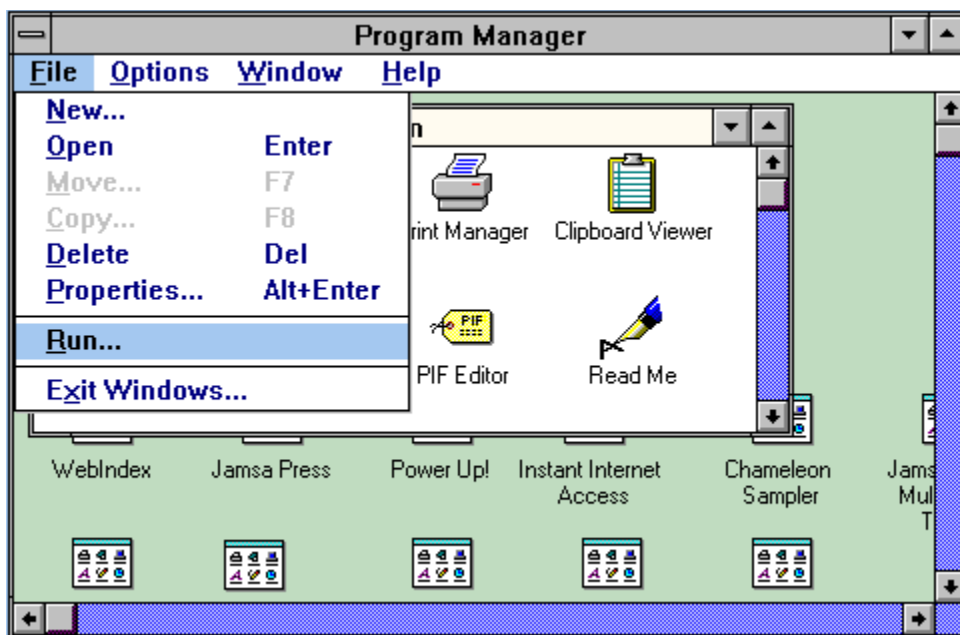 Program Manager
File Options Window Help
New...
Open Enter
Move... F7
Copy... F8
Delete Del
Properties... Alt+Enter
Run...
Exit Windows...
n
rint Manager Clipboard Viewer
PIF
PIF Editor Read Me
WebIndex Jamsa Press Power Up! Instant Internet Chameleon Jams
Access Sampler Mul
T